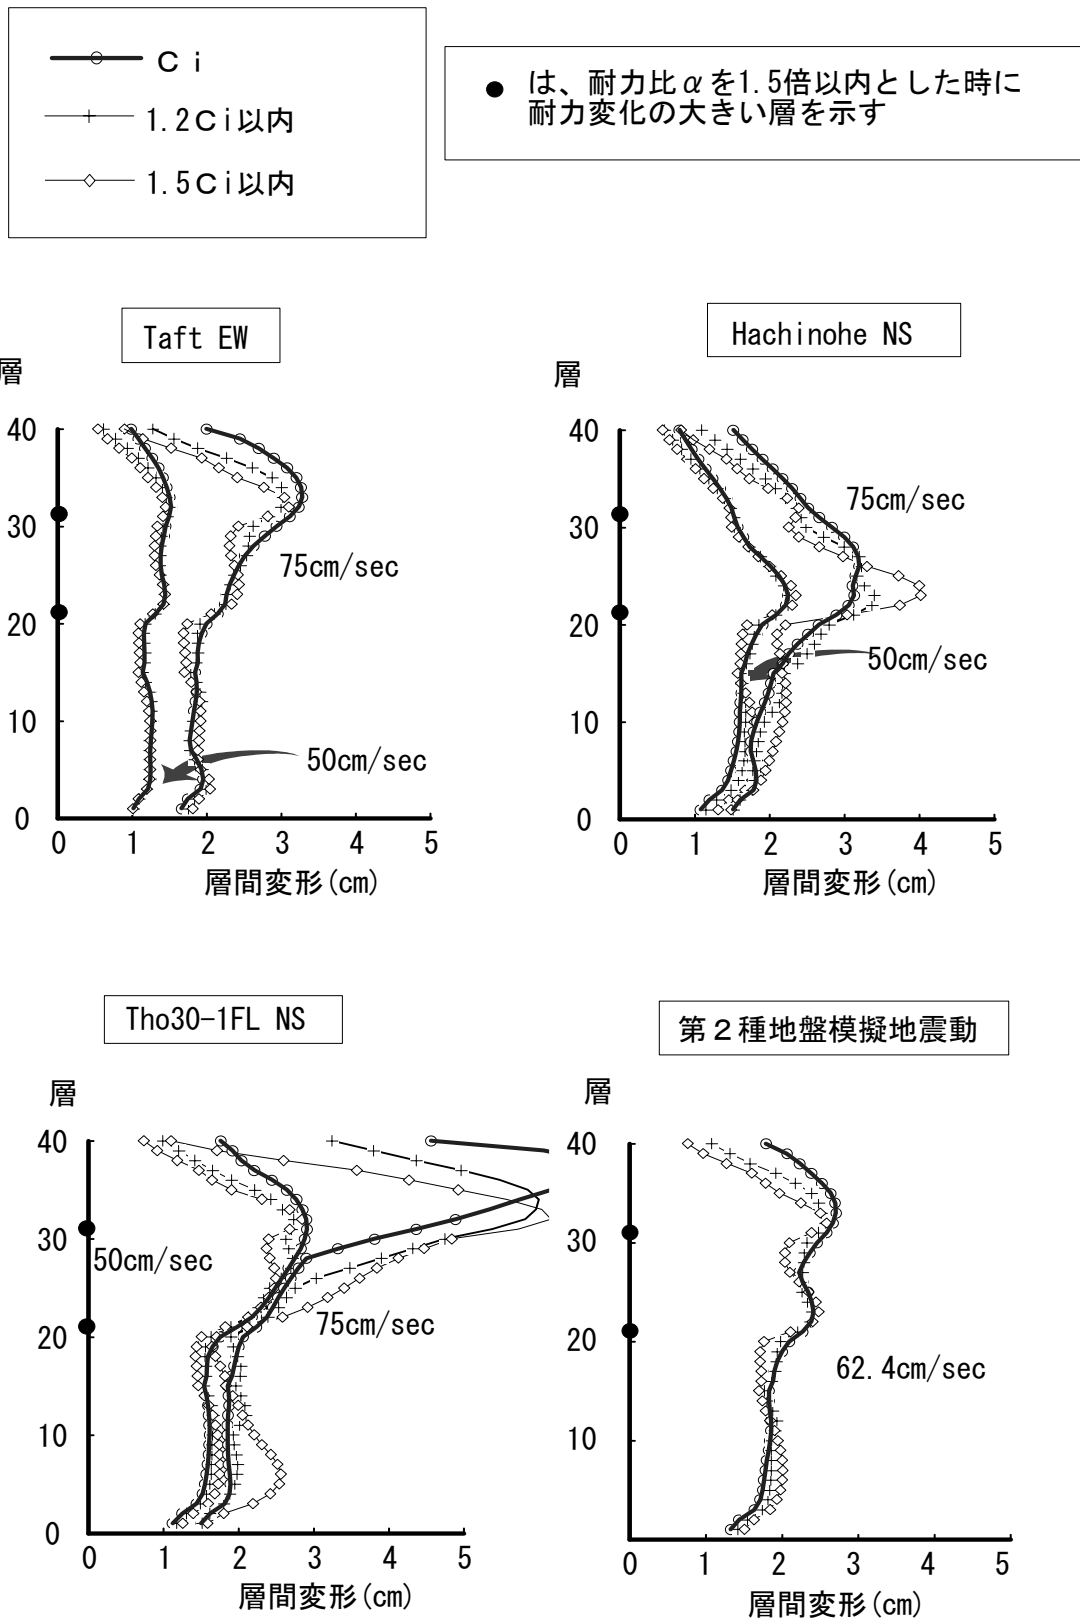 Ｃｉ
1.2Ｃｉ以内
1.5Ｃｉ以内
● は、耐力比αを1.5倍以内とした時に
耐力変化の大きい層を示す
Taft EW
層
40
30
20
10
0
75cm/sec
50cm/sec
0 1 2 3 4 5
層間変形(cm)
Hachinohe NS
層
40
30
20
10
0
75cm/sec
50cm/sec
0 1 2 3 4 5
層間変形(cm)
Tho30-1FL NS
層
40
30
20
10
0
50cm/sec
75cm/sec
0 1 2 3 4 5
層間変形(cm)
第２種地盤模擬地震動
層
40
30
20
10
62.4cm/sec
0 1 2 3 4 5
層間変形(cm)